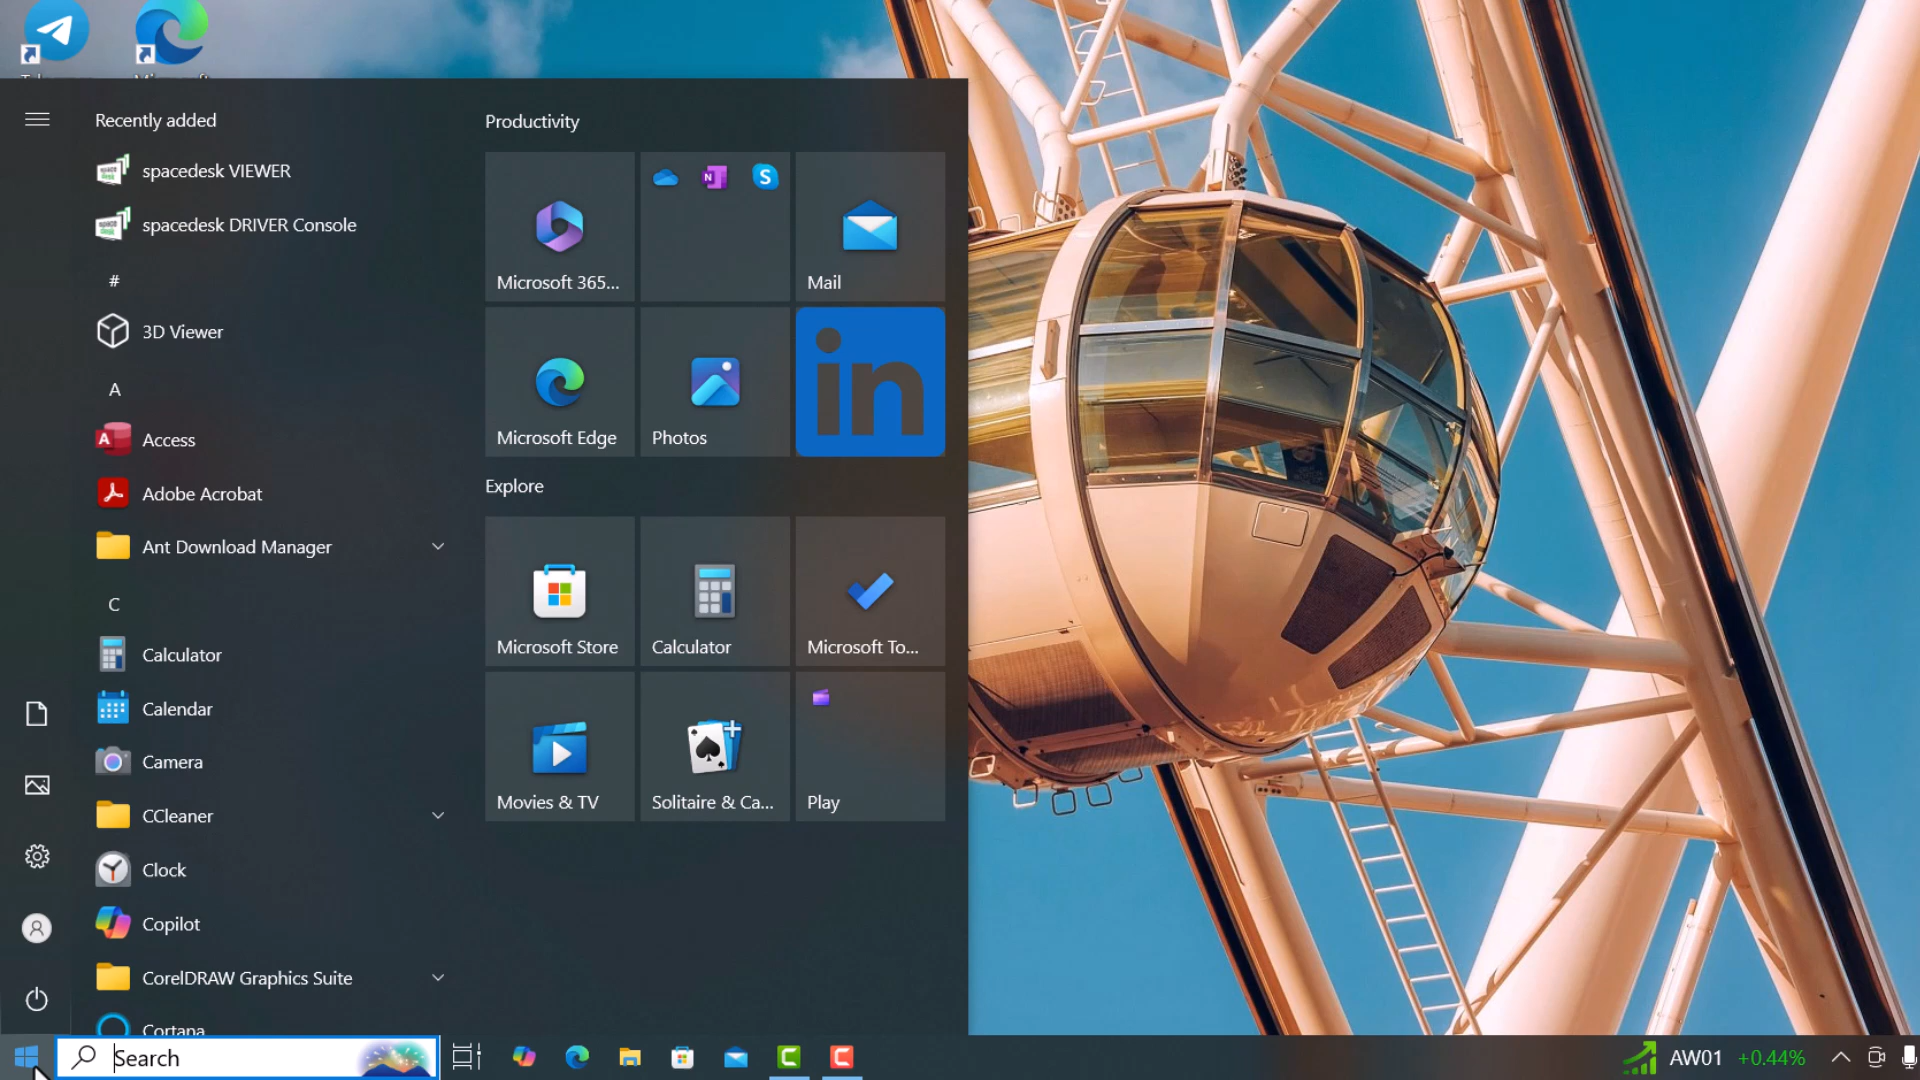 Recently added
spacedesk VIEWER
spacedesk DRIVER Console
#
3D Viewer
A
Access
Adobe Acrobat
Ant Download Manager
C
Calculator
Calendar
Camera
CCleaner
Clock
Copilot
CorelDRAW Graphics Suite
Cortana
Productivity
Microsoft 365...
Mail
Microsoft Edge
Photos
in
Explore
Microsoft Store
Calculator
Microsoft To...
Movies & TV
Solitaire & Ca...
Play
Search
AW01 +0.44%